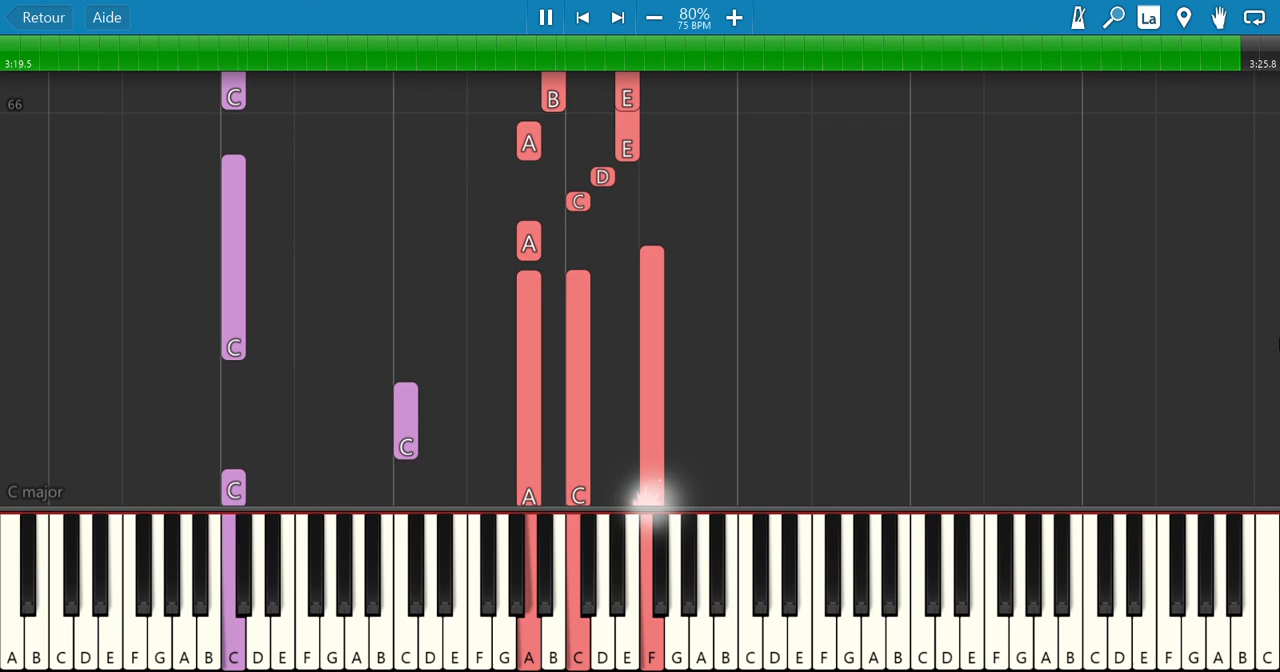 Retour Aide 80% La
75 BPM
3:19.5 3:25.8
C B E
66
A E
D
C
A
C
C
C major C A C
A B C D E F G A B C D E F G A B C D E F G A B C D E F G A B C D E F G A B C D E F G A B C D E F G A B C